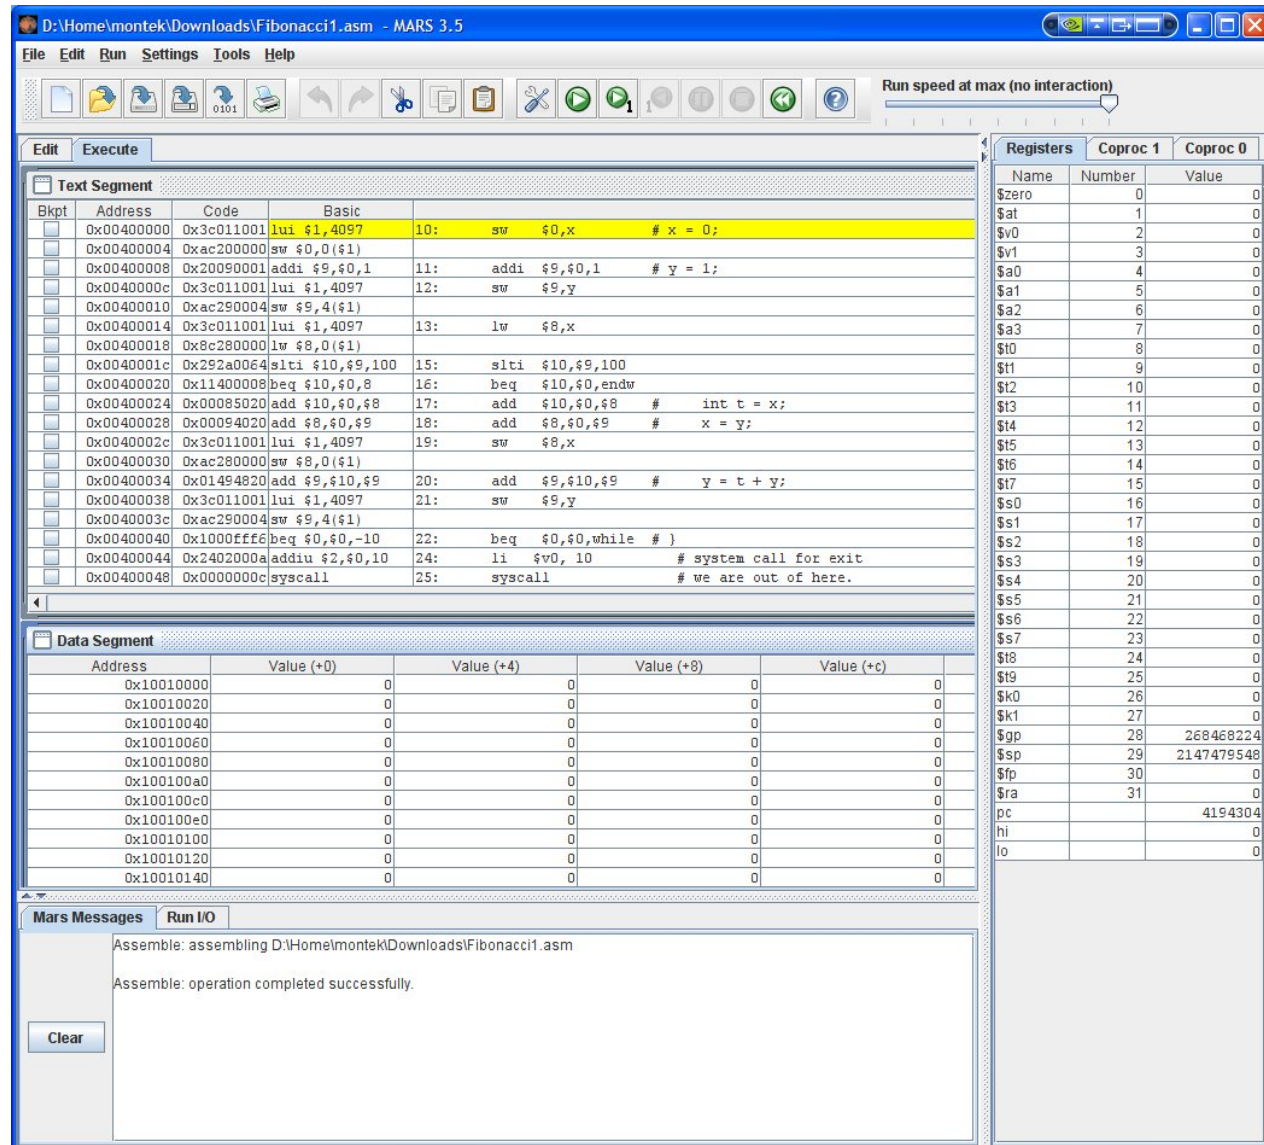 D:\Home\montek\Downloads\Fibonacci1.asm - MARS 3.5
File Edit Run Settings Tools Help
Run speed at max (no interaction)
Edit Execute
Text Segment
Bkpt Address Code Basic
0x00400000 0x3c011001 lui $1,4097 10: sw $0,x # x = 0;
0x00400004 0xac200000 sw $0,0($1)
0x00400008 0x20090001 addi $9,$0,1 11: addi $9,$0,1 # y = 1;
0x0040000c 0x3c011001 lui $1,4097 12: sw $9,y
0x00400010 0xac290004 sw $9,4($1)
0x00400014 0x3c011001 lui $1,4097 13: lw $8,x
0x00400018 0x8c280000 lw $8,0($1)
0x0040001c 0x292a0064 slti $10,$9,100 15: slti $10,$9,100
0x00400020 0x11400008 beq $10,$0,8 16: beq $10,$0,endw
0x00400024 0x00085020 add $10,$0,$8 17: add $10,$0,$8 # int t = x;
0x00400028 0x00094020 add $8,$0,$9 18: add $8,$0,$9 # x = y;
0x0040002c 0x3c011001 lui $1,4097 19: sw $8,x
0x00400030 0xac280000 sw $8,0($1)
0x00400034 0x01494820 add $9,$10,$9 20: add $9,$10,$9 # y = t + y;
0x00400038 0x3c011001 lui $1,4097 21: sw $9,y
0x0040003c 0xac290004 sw $9,4($1)
0x00400040 0x1000fff6 beq $0,$0,-10 22: beq $0,$0,while # }
0x00400044 0x2402000a addiu $2,$0,10 24: li $v0, 10 # system call for exit
0x00400048 0x0000000c syscall 25: syscall # we are out of here.
Data Segment
Address Value (+0) Value (+4) Value (+8) Value (+c)
0x10010000 0 0 0 0
0x10010020 0 0 0 0
0x10010040 0 0 0 0
0x10010060 0 0 0 0
0x10010080 0 0 0 0
0x100100a0 0 0 0 0
0x100100c0 0 0 0 0
0x100100e0 0 0 0 0
0x10010100 0 0 0 0
0x10010120 0 0 0 0
0x10010140 0 0 0 0
Mars Messages Run I/O
Assemble: assembling D:\Home\montek\Downloads\Fibonacci1.asm
Assemble: operation completed successfully.
Clear
Registers Coproc 1 Coproc 0
Name Number Value
$zero 0 0
$at 1 0
$v0 2 0
$v1 3 0
$a0 4 0
$a1 5 0
$a2 6 0
$a3 7 0
$t0 8 0
$t1 9 0
$t2 10 0
$t3 11 0
$t4 12 0
$t5 13 0
$t6 14 0
$t7 15 0
$s0 16 0
$s1 17 0
$s2 18 0
$s3 19 0
$s4 20 0
$s5 21 0
$s6 22 0
$s7 23 0
$t8 24 0
$t9 25 0
$k0 26 0
$k1 27 0
$gp 28 268468224
$sp 29 2147479548
$fp 30 0
$ra 31 0
pc 4194304
hi 0
lo 0